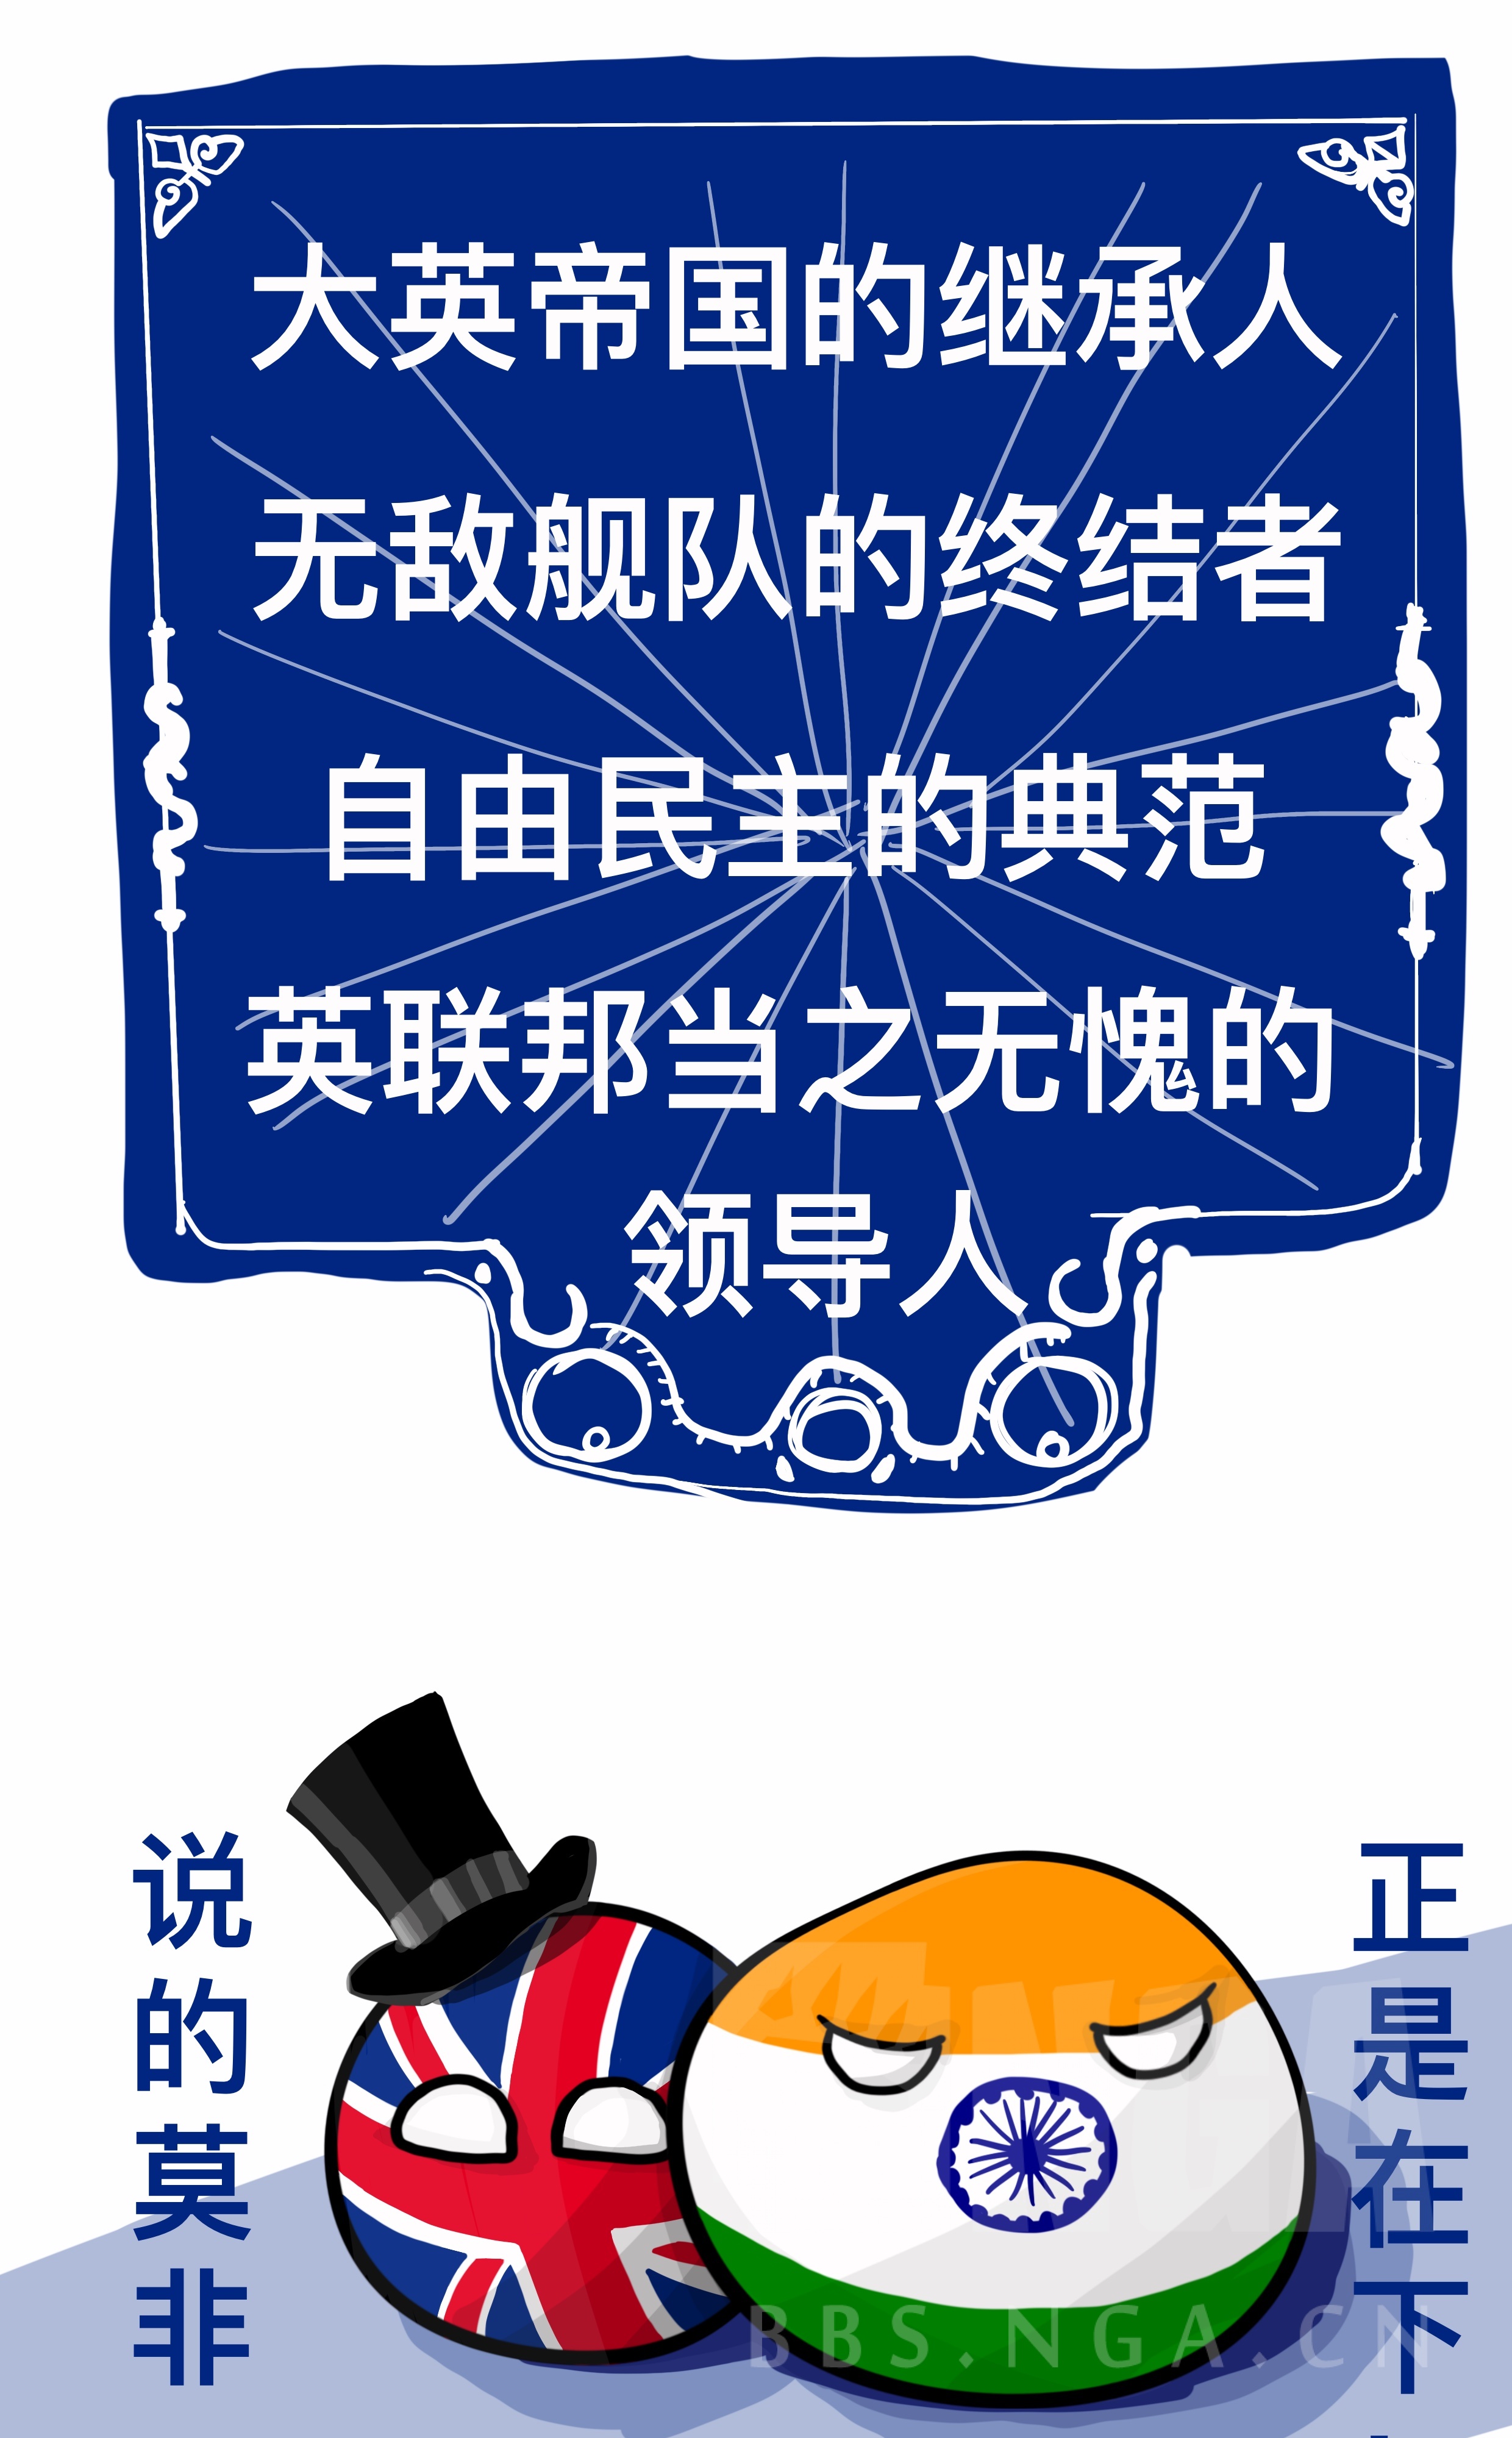 大英帝国的继承人
无敌舰队的终结者
自由民主的典范
英联邦当之无愧的
领导人
说的莫非
正是在下
BBS.NGA.CN